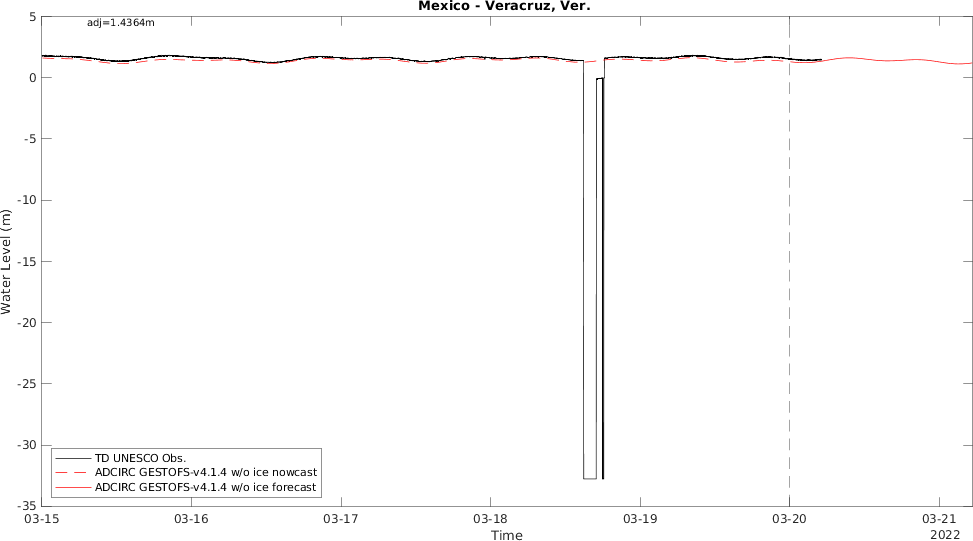 Mexico - Veracruz, Ver.
adj=1.4364m
5
0
-5
-10
-15
-20
-25
-30
-35
Water Level (m)
TD UNESCO Obs.
ADCIRC GESTOFS-v4.1.4 w/o ice nowcast
ADCIRC GESTOFS-v4.1.4 w/o ice forecast
03-15 03-16 03-17 03-18 03-19 03-20 03-21
Time
2022